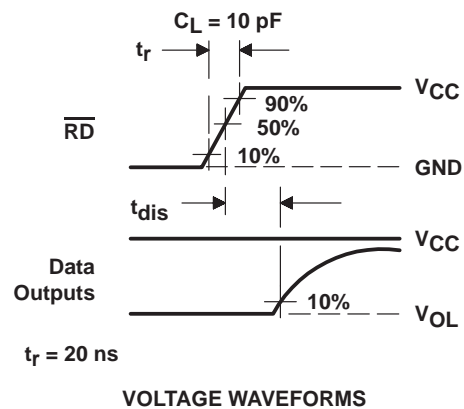 C_L = 10 pF
t_r
V_CC
90%
RD
50%
10%
GND
t_dis
V_CC
Data
Outputs
10%
V_OL
t_r = 20 ns
VOLTAGE WAVEFORMS